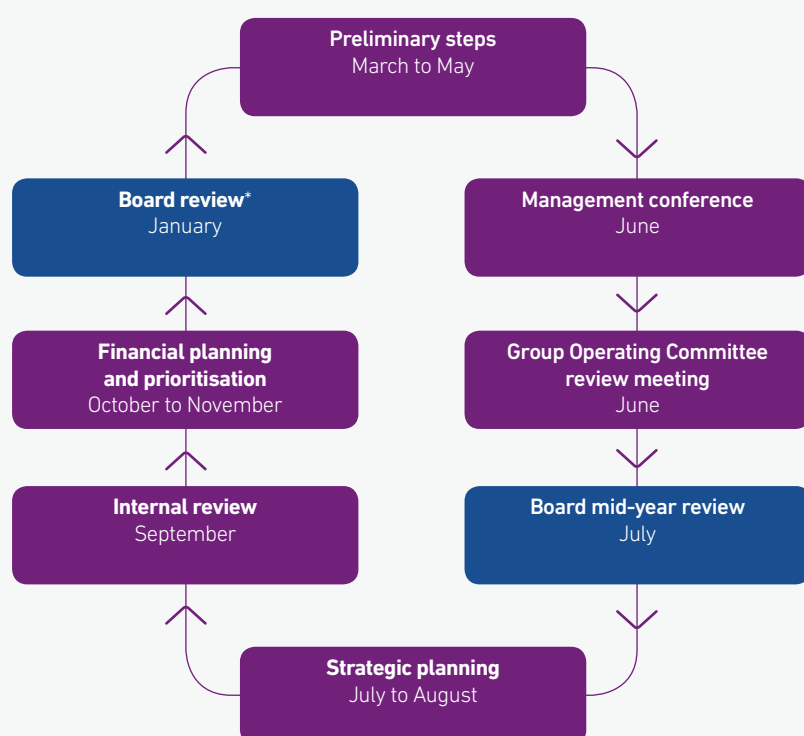 Preliminary steps
March to May
Management conference
June
Group Operating Committee
review meeting
June
Board mid-year review
July
Strategic planning
July to August
Internal review
September
Financial planning
and prioritisation
October to November
Board review*
January